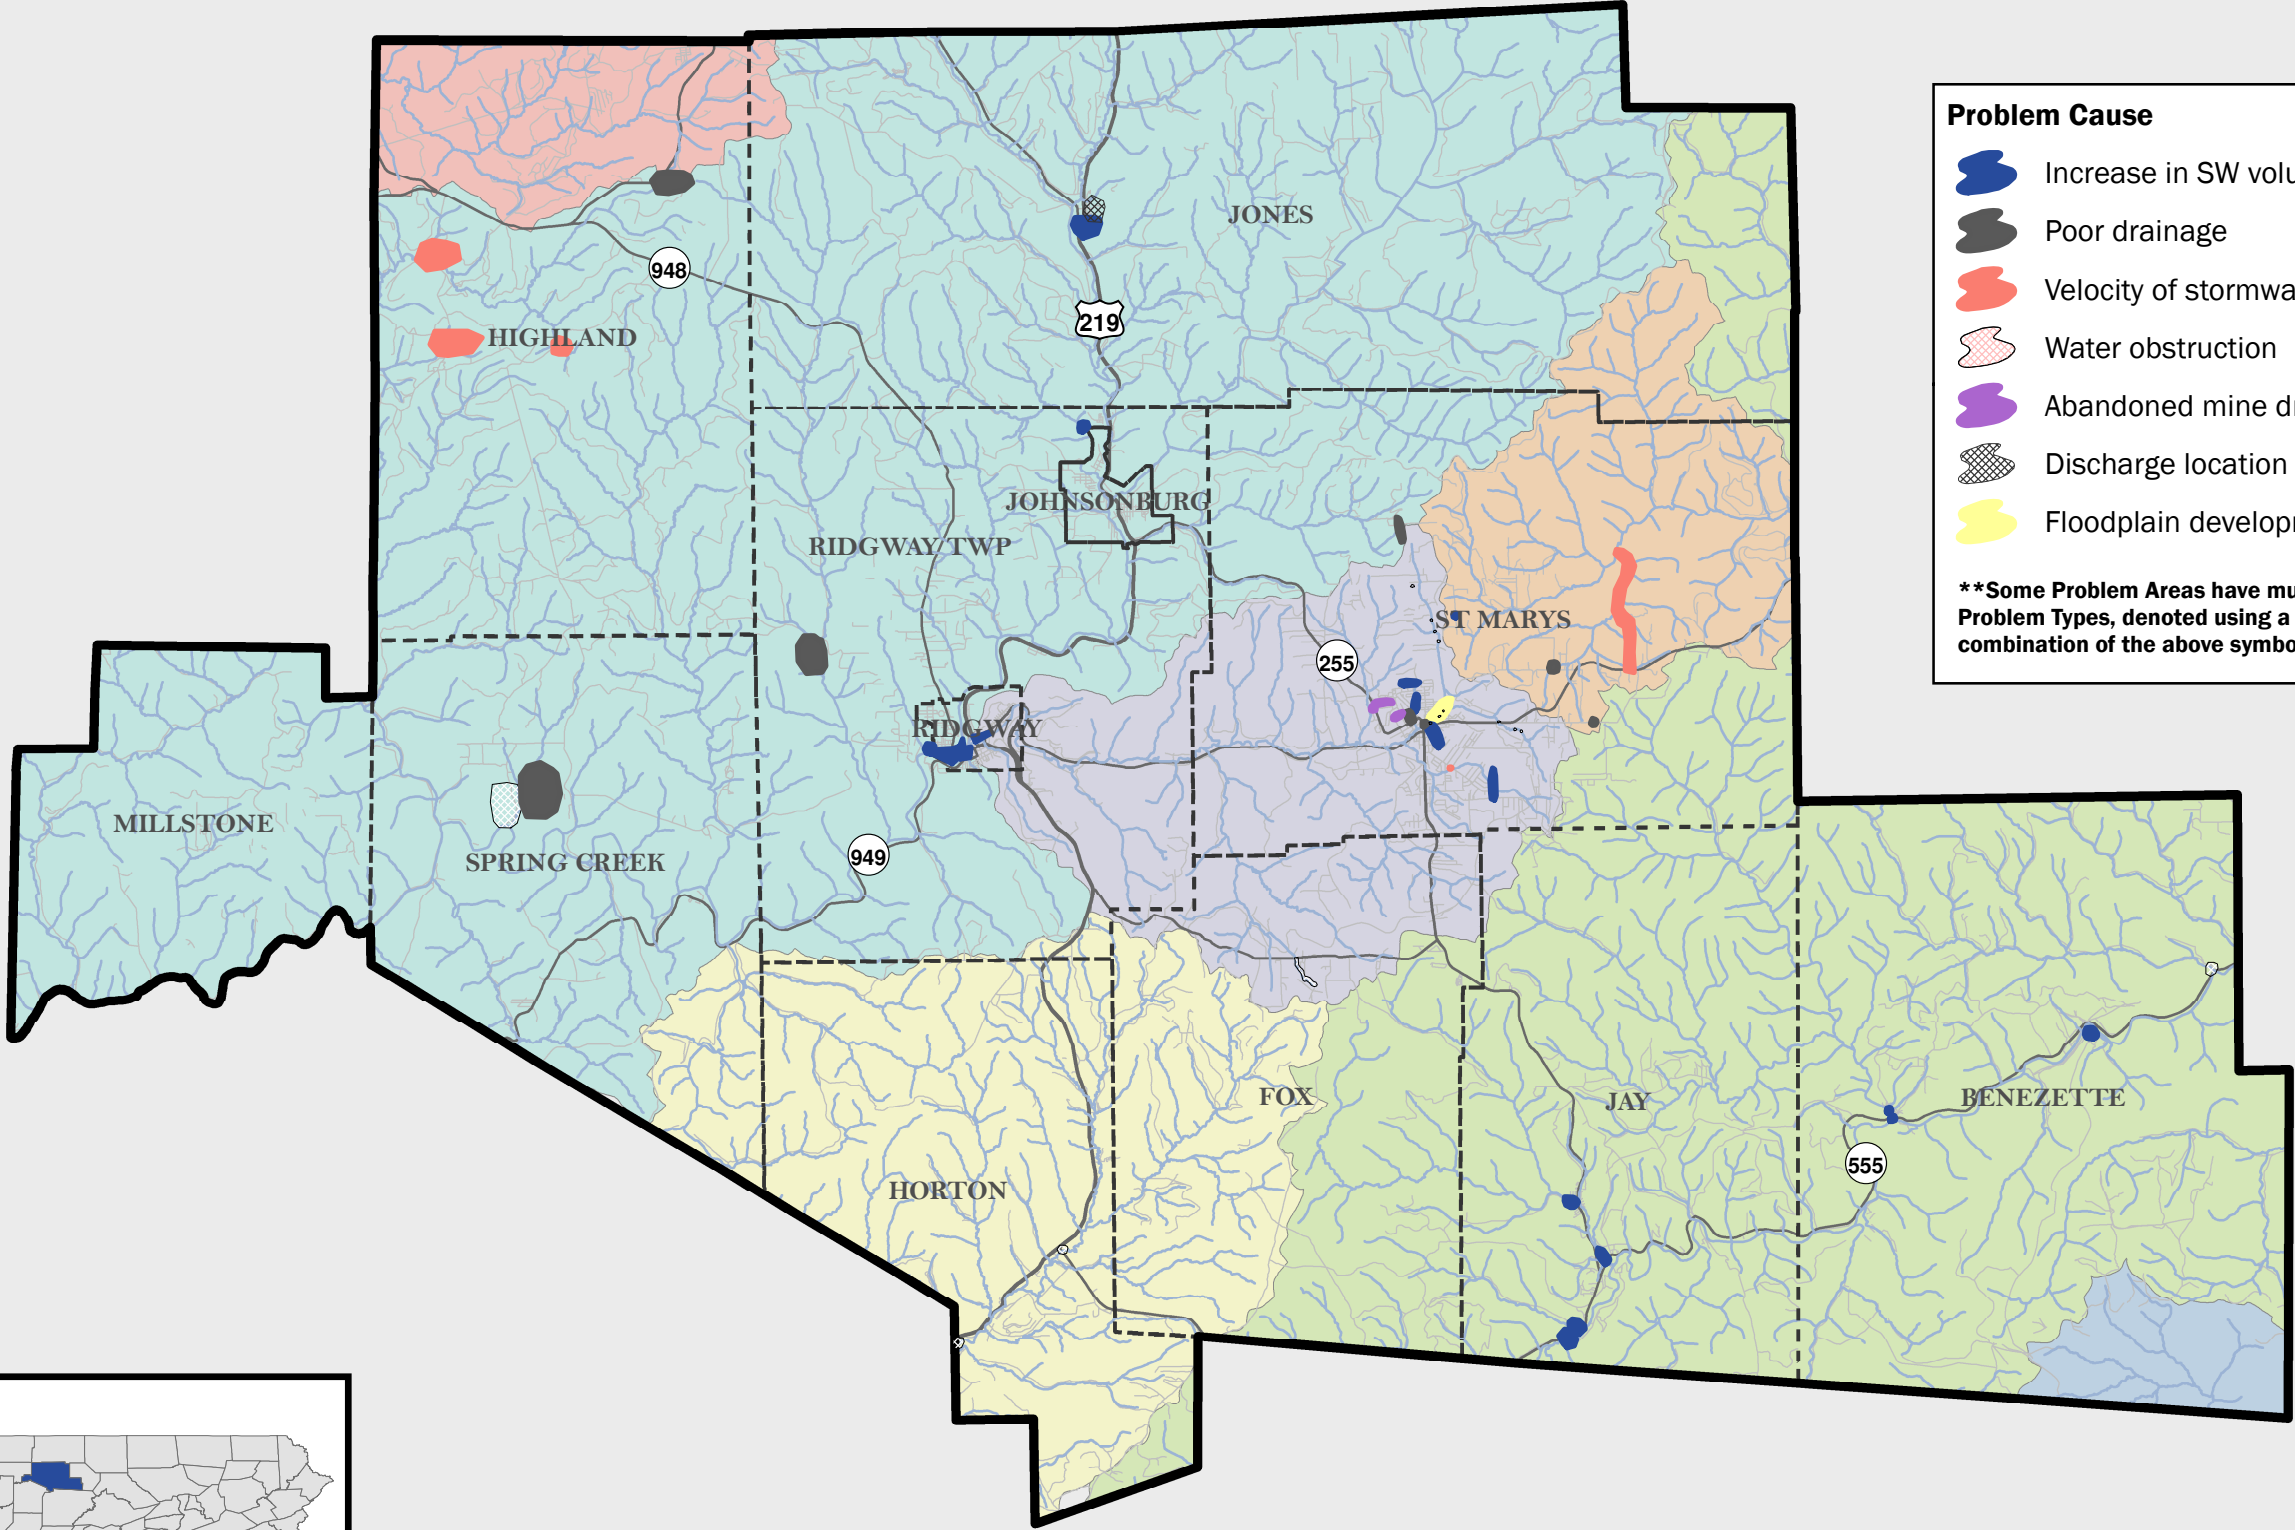 Problem Cause
Increase in SW volu
Poor drainage
Velocity of stormwa
Water obstruction
Abandoned mine dr
Discharge location
Floodplain developm
**Some Problem Areas have mu
Problem Types, denoted using a
combination of the above symbo
JONES
948
219
HIGHLAND
JOHNSONBURG
RIDGWAY TWP
ST MARYS
255
RIDGWAY
MILLSTONE
SPRING CREEK
949
FOX
JAY
BENEZETTE
555
HORTON